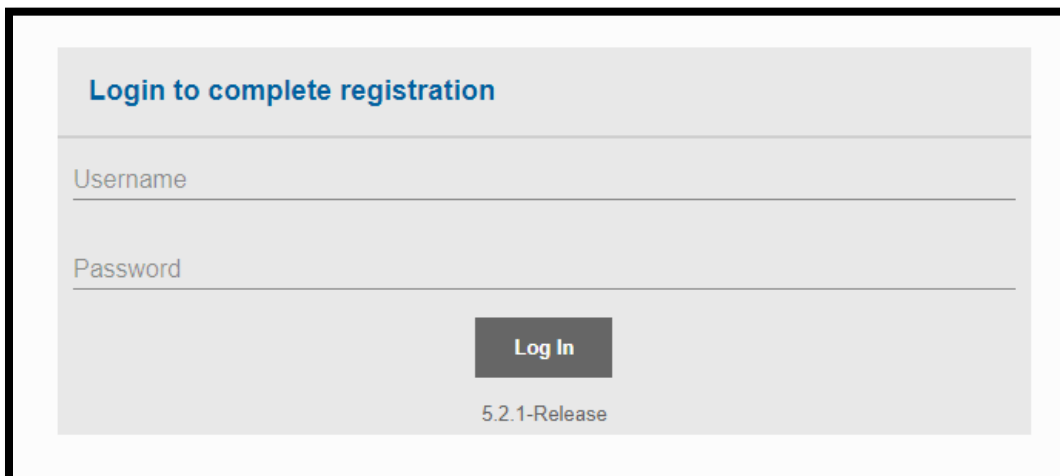 Login to complete registration
Username
Password
Log In
5.2.1-Release